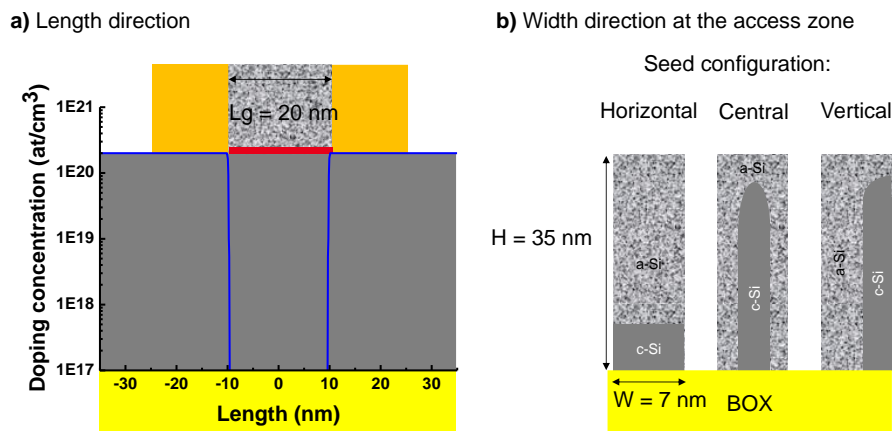 a) Length direction
Doping concentration (at/cm³)
1E21
1E20
1E19
1E18
1E17
Lg = 20 nm
-30
-20
-10
0
10
20
30
Length (nm)
b) Width direction at the access zone
Seed configuration:
Horizontal
Central
Vertical
H = 35 nm
a-Si
c-Si
a-Si
c-Si
a-Si
c-Si
W = 7 nm
BOX